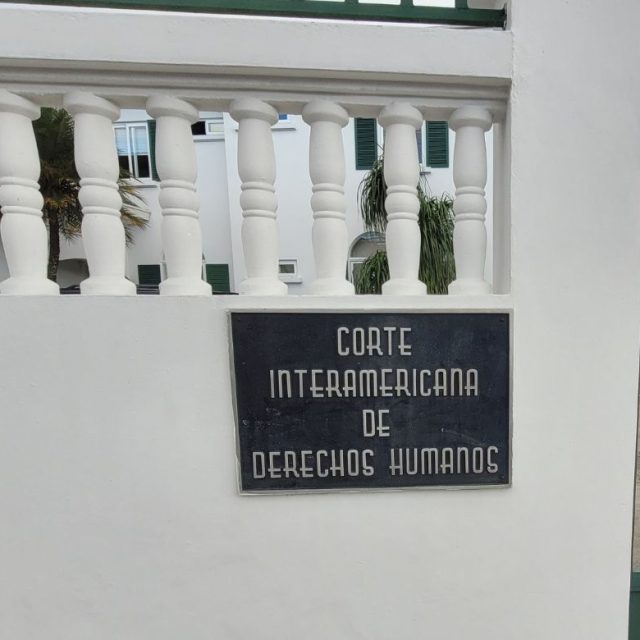 CORTE
INTERAMERICANA
DE
DERECHOS HUMANOS